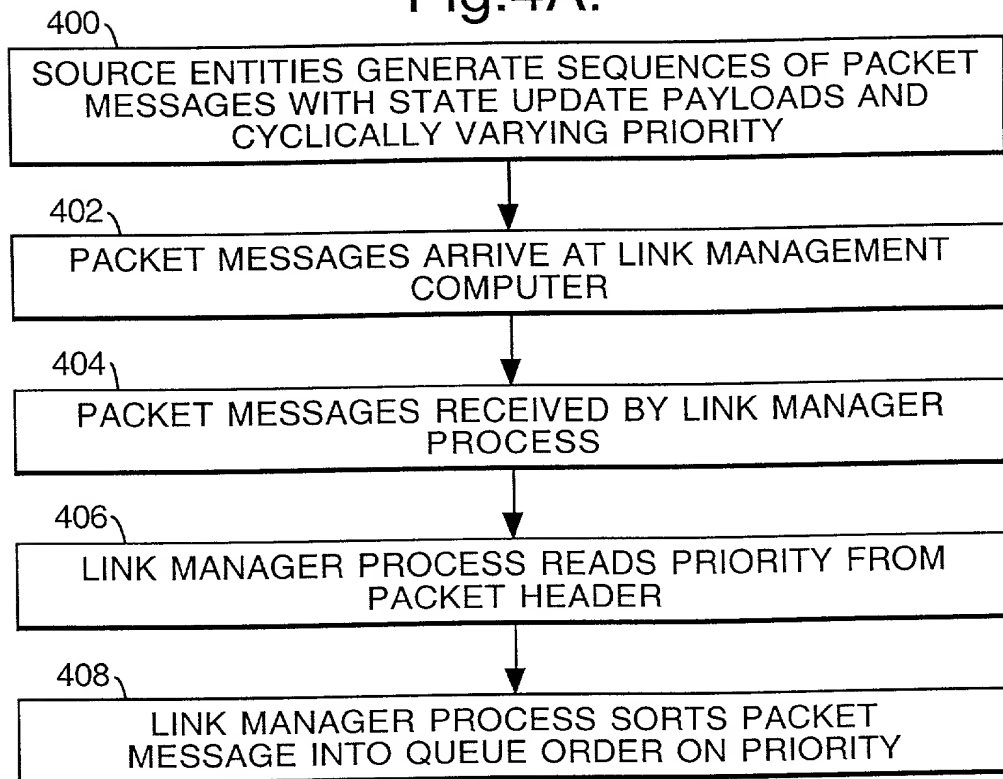 Fig.4A.
400
SOURCE ENTITIES GENERATE SEQUENCES OF PACKET
MESSAGES WITH STATE UPDATE PAYLOADS AND
CYCLICALLY VARYING PRIORITY
402
PACKET MESSAGES ARRIVE AT LINK MANAGEMENT
COMPUTER
404
PACKET MESSAGES RECEIVED BY LINK MANAGER
PROCESS
406
LINK MANAGER PROCESS READS PRIORITY FROM
PACKET HEADER
408
LINK MANAGER PROCESS SORTS PACKET
MESSAGE INTO QUEUE ORDER ON PRIORITY